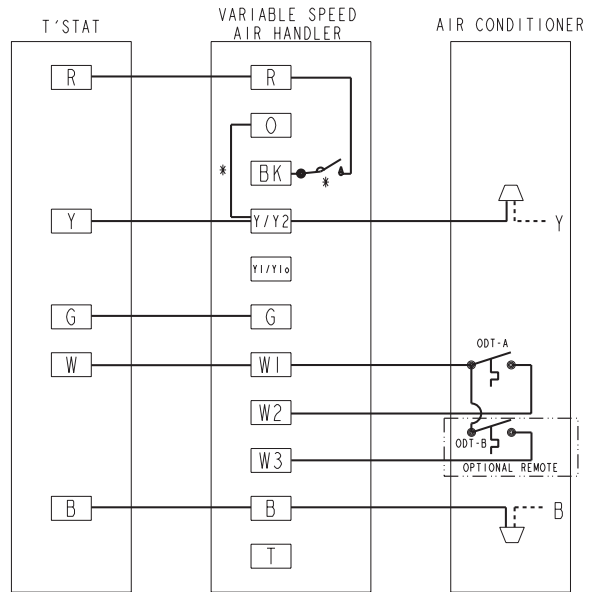 T'STAT
VARIABLE SPEED
AIR HANDLER
AIR CONDITIONER
R
R
O
BK
*
*
Y
Y/Y2
Y
Y1/Y1o
G
G
W
W1
ODT-A
W2
ODT-B
W3
OPTIONAL REMOTE
B
B
B
T